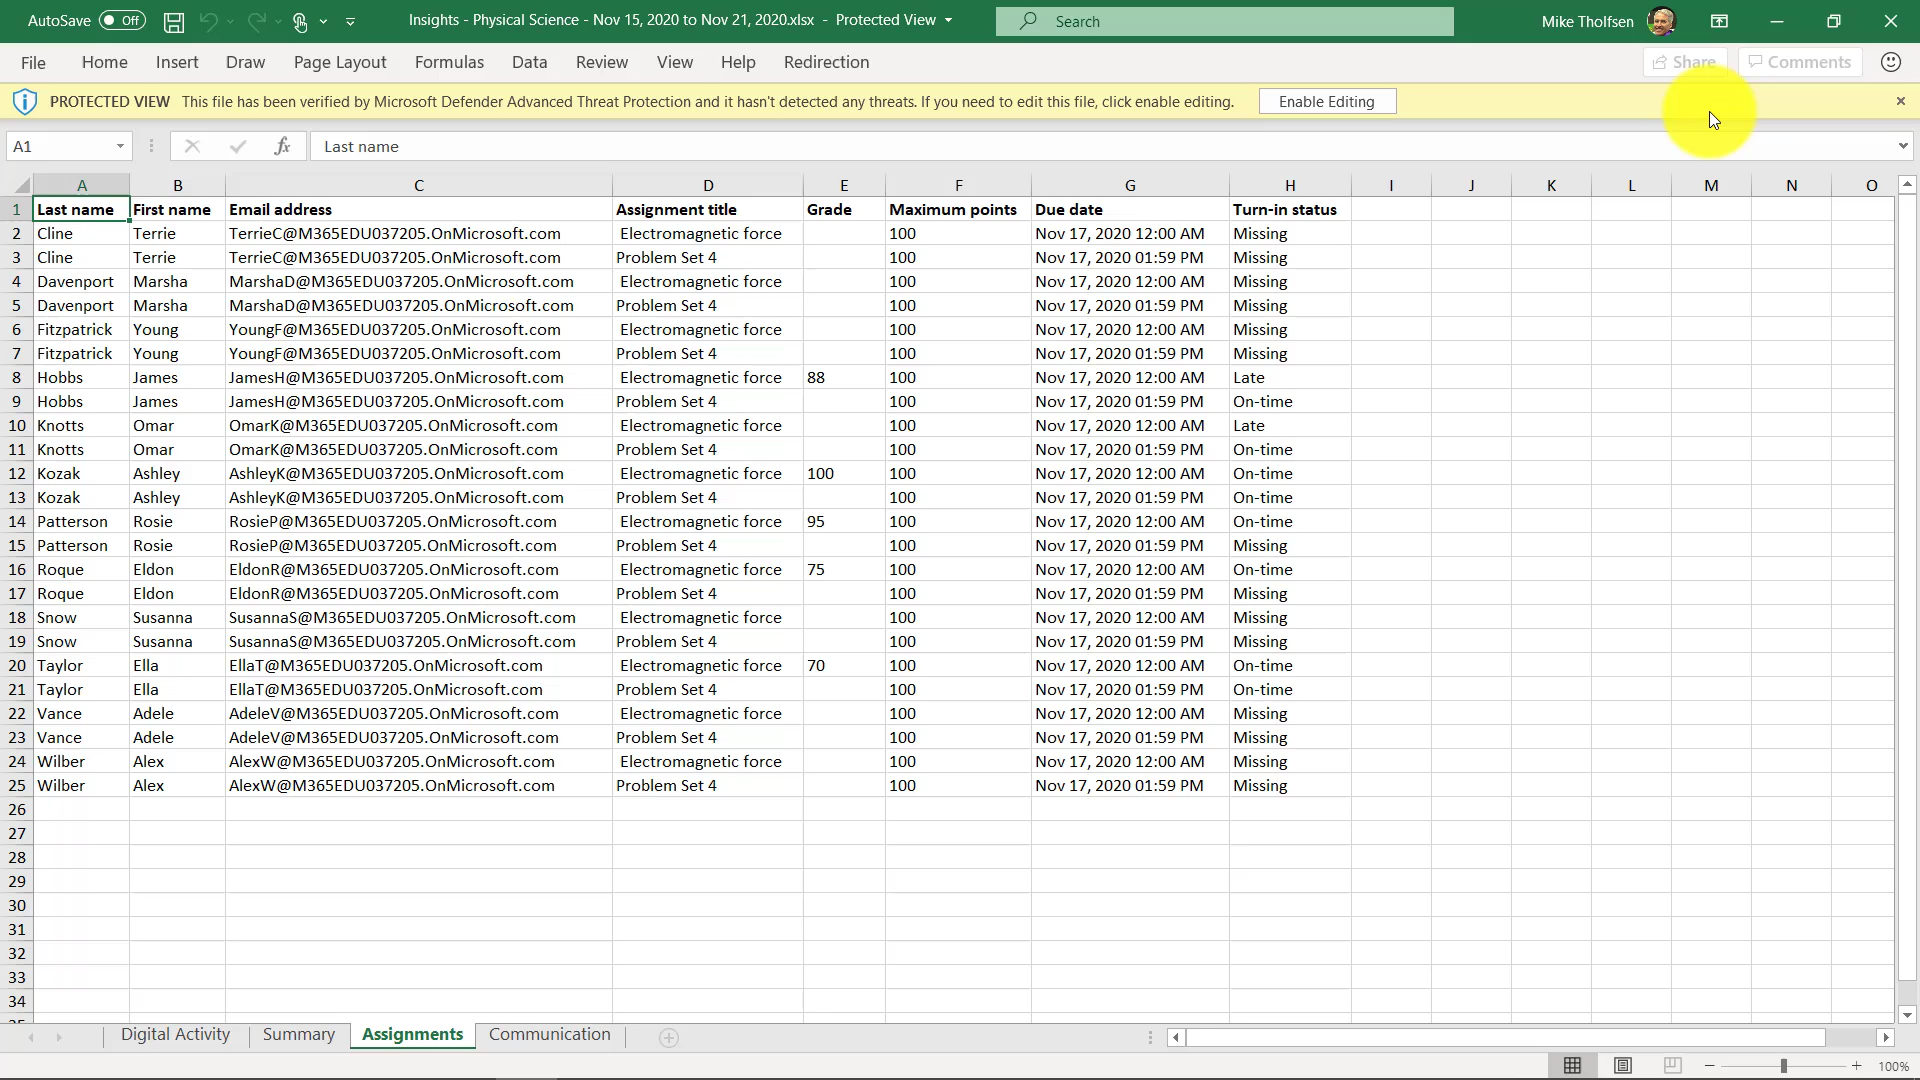 AutoSave Off Insights - Physical Science - Nov 15, 2020 to Nov 21, 2020.xlsx - Protected View Search Mike Tholfsen
File Home Insert Draw Page Layout Formulas Data Review View Help Redirection Share Comments
PROTECTED VIEW This file has been verified by Microsoft Defender Advanced Threat Protection and it hasn't detected any threats. If you need to edit this file, click enable editing. Enable Editing
A1 fx Last name
A B C D E F G H I J K L M N O
1 Last name First name Email address Assignment title Grade Maximum points Due date Turn-in status
2 Cline Terrie TerrieC@M365EDU037205.OnMicrosoft.com Electromagnetic force 100 Nov 17, 2020 12:00 AM Missing
3 Cline Terrie TerrieC@M365EDU037205.OnMicrosoft.com Problem Set 4 100 Nov 17, 2020 01:59 PM Missing
4 Davenport Marsha MarshaD@M365EDU037205.OnMicrosoft.com Electromagnetic force 100 Nov 17, 2020 12:00 AM Missing
5 Davenport Marsha MarshaD@M365EDU037205.OnMicrosoft.com Problem Set 4 100 Nov 17, 2020 01:59 PM Missing
6 Fitzpatrick Young YoungF@M365EDU037205.OnMicrosoft.com Electromagnetic force 100 Nov 17, 2020 12:00 AM Missing
7 Fitzpatrick Young YoungF@M365EDU037205.OnMicrosoft.com Problem Set 4 100 Nov 17, 2020 01:59 PM Missing
8 Hobbs James JamesH@M365EDU037205.OnMicrosoft.com Electromagnetic force 88 100 Nov 17, 2020 12:00 AM Late
9 Hobbs James JamesH@M365EDU037205.OnMicrosoft.com Problem Set 4 100 Nov 17, 2020 01:59 PM On-time
10 Knotts Omar OmarK@M365EDU037205.OnMicrosoft.com Electromagnetic force 100 Nov 17, 2020 12:00 AM Late
11 Knotts Omar OmarK@M365EDU037205.OnMicrosoft.com Problem Set 4 100 Nov 17, 2020 01:59 PM On-time
12 Kozak Ashley AshleyK@M365EDU037205.OnMicrosoft.com Electromagnetic force 100 100 Nov 17, 2020 12:00 AM On-time
13 Kozak Ashley AshleyK@M365EDU037205.OnMicrosoft.com Problem Set 4 100 Nov 17, 2020 01:59 PM On-time
14 Patterson Rosie RosieP@M365EDU037205.OnMicrosoft.com Electromagnetic force 95 100 Nov 17, 2020 12:00 AM On-time
15 Patterson Rosie RosieP@M365EDU037205.OnMicrosoft.com Problem Set 4 100 Nov 17, 2020 01:59 PM Missing
16 Roque Eldon EldonR@M365EDU037205.OnMicrosoft.com Electromagnetic force 75 100 Nov 17, 2020 12:00 AM On-time
17 Roque Eldon EldonR@M365EDU037205.OnMicrosoft.com Problem Set 4 100 Nov 17, 2020 01:59 PM Missing
18 Snow Susanna SusannaS@M365EDU037205.OnMicrosoft.com Electromagnetic force 100 Nov 17, 2020 12:00 AM Missing
19 Snow Susanna SusannaS@M365EDU037205.OnMicrosoft.com Problem Set 4 100 Nov 17, 2020 01:59 PM Missing
20 Taylor Ella EllaT@M365EDU037205.OnMicrosoft.com Electromagnetic force 70 100 Nov 17, 2020 12:00 AM On-time
21 Taylor Ella EllaT@M365EDU037205.OnMicrosoft.com Problem Set 4 100 Nov 17, 2020 01:59 PM On-time
22 Vance Adele AdeleV@M365EDU037205.OnMicrosoft.com Electromagnetic force 100 Nov 17, 2020 12:00 AM Missing
23 Vance Adele AdeleV@M365EDU037205.OnMicrosoft.com Problem Set 4 100 Nov 17, 2020 01:59 PM Missing
24 Wilber Alex AlexW@M365EDU037205.OnMicrosoft.com Electromagnetic force 100 Nov 17, 2020 12:00 AM Missing
25 Wilber Alex AlexW@M365EDU037205.OnMicrosoft.com Problem Set 4 100 Nov 17, 2020 01:59 PM Missing
26
27
28
29
30
31
32
33
34
Digital Activity Summary Assignments Communication
100%